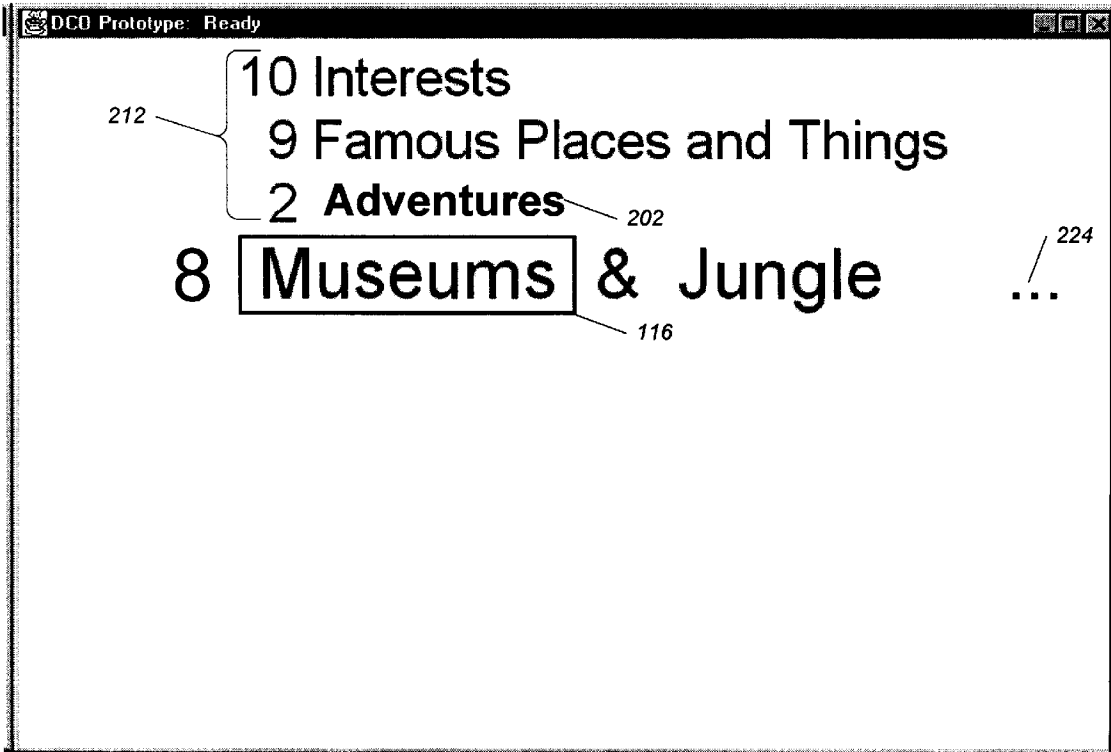 DCO Prototype: Ready
10 Interests
212
9 Famous Places and Things
2 Adventures
202
224
8 Museums & Jungle ...
116